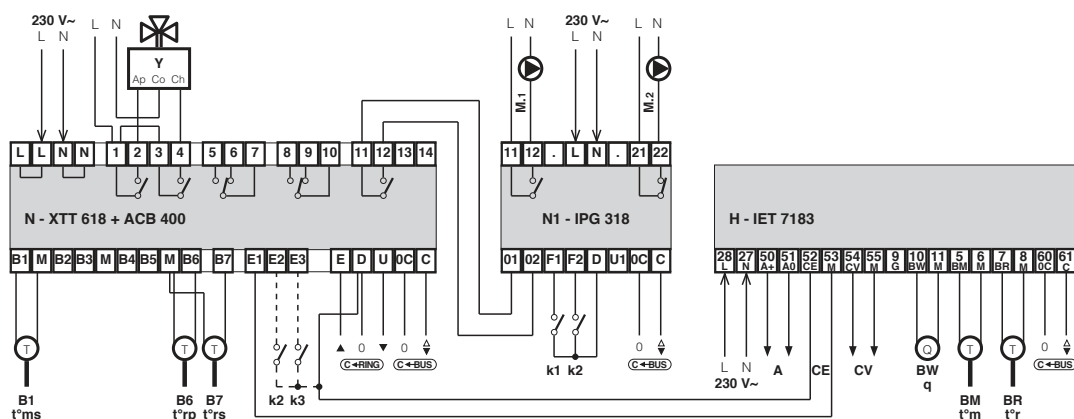 230 V~ L N 230 V~ L N L N
L N L N L N
Y
Ap Co Ch
M.1 M.2
L L N N 1 2 3 4 5 6 7 8 9 10 11 12 13 14 11 12 . L N . 21 22
N - XTT 618 + ACB 400 N1 - IPG 318 H - IET 7183
B1 M B2 B3 M B4 B5 M B6 B7 E1 E2 E3 E D U 0C C 01 02 F1 F2 D U1 0C C 28 27 50 51 52 53 54 55 9 10 11 5 6 7 8 60 61
L N A+ A0 CE M CV M G BW M BM M BR M 0C C
T T T 0 0 0 Q T T 0
C RING C BUS C BUS C BUS
k1 k2
L N A CE CV BW BM BR
230 V~ q t°m t°r
k2 k3
B1 B6 B7
t°ms t°rp t°rs